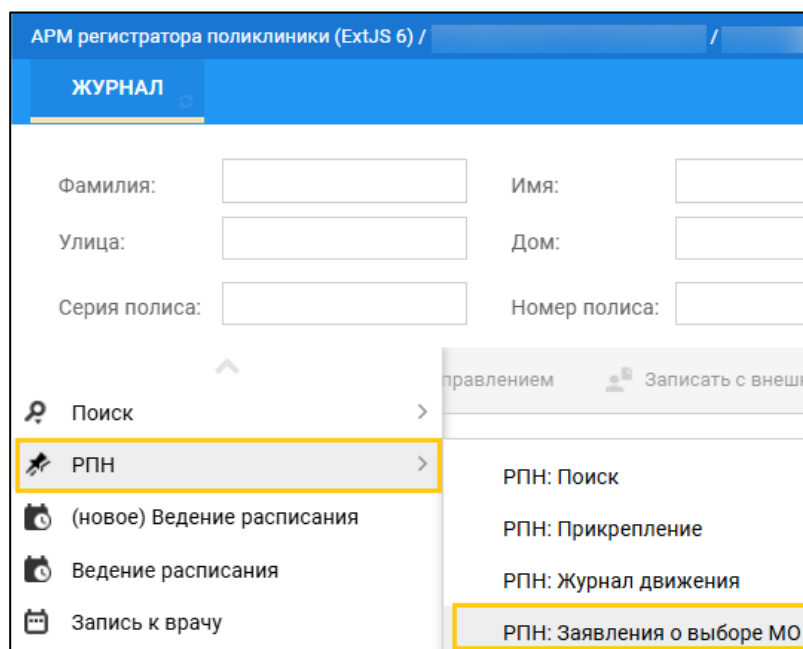 АРМ регистратора поликлиники (ExtJS 6) / /
ЖУРНАЛ
Фамилия: Имя:
Улица: Дом:
Серия полиса: Номер полиса:
Записать с внеш
Поиск
РПН
(новое) Ведение расписания
Ведение расписания
Запись к врачу
РПН: Поиск
РПН: Прикрепление
РПН: Журнал движения
РПН: Заявления о выборе МО